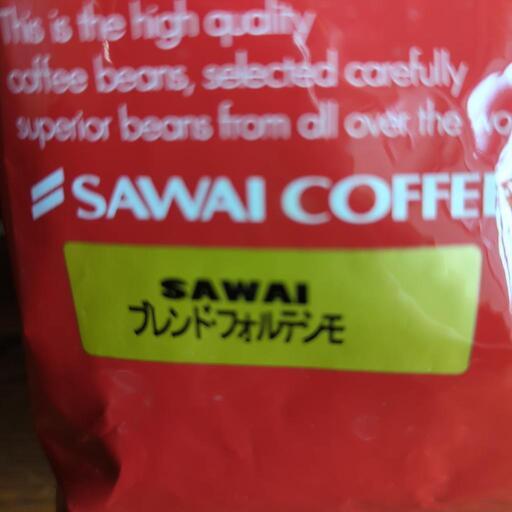 This is the high quality
coffee beans, selected carefully
superior beans from all over the
SAWAI COFFEE
SAWAI
ブレンド・フォルテシモ